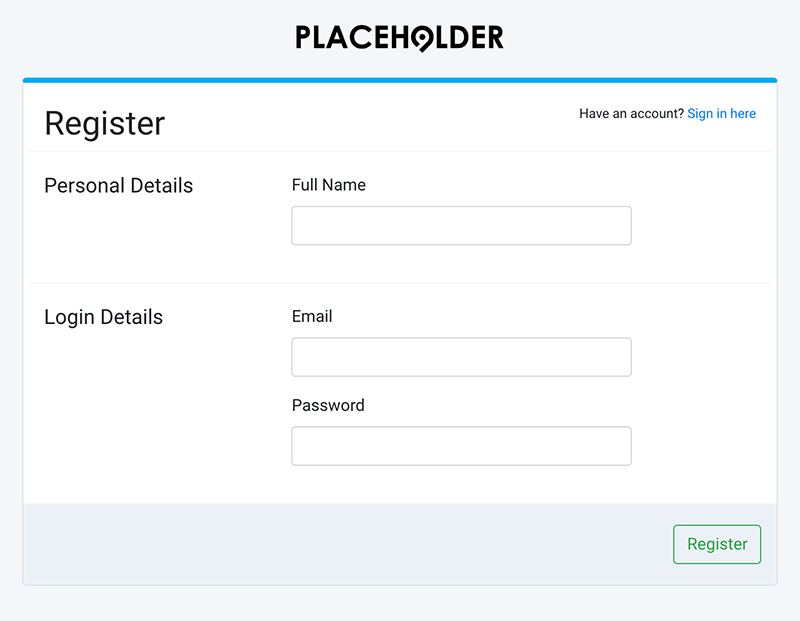 PLACEHOLDER
Register
Have an account? Sign in here
Personal Details
Full Name
Login Details
Email
Password
Register